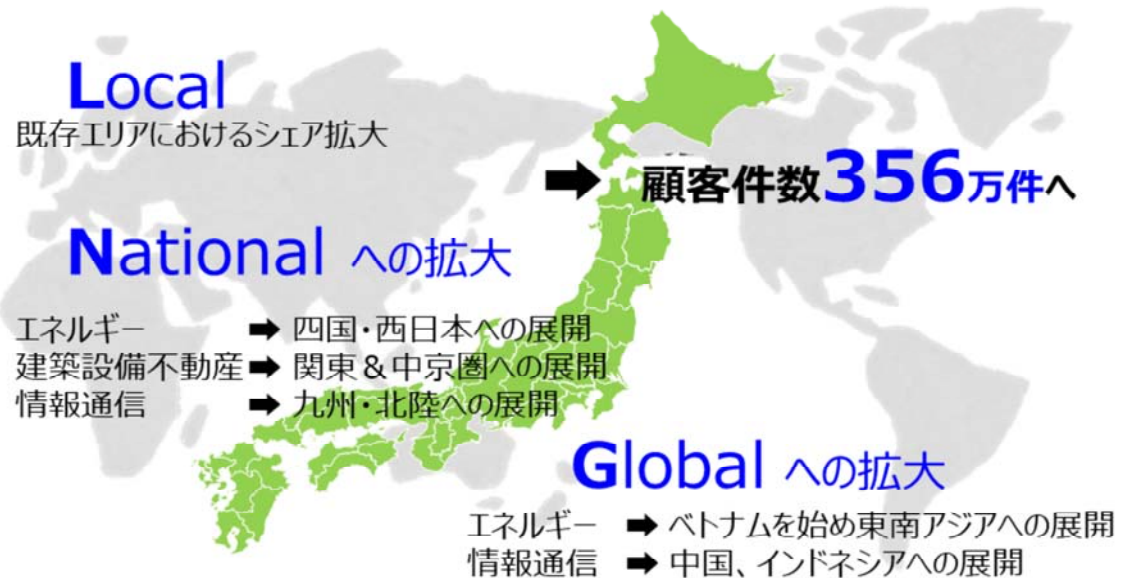 Local
既存エリアにおけるシェア拡大
➡ 顧客件数356万件へ
National への拡大
エネルギー ➡ 四国・西日本への展開
建築設備不動産 ➡ 関東&中京圏への展開
情報通信 ➡ 九州・北陸への展開
Global への拡大
エネルギー ➡ ベトナムを始め東南アジアへの展開
情報通信 ➡ 中国、インドネシアへの展開